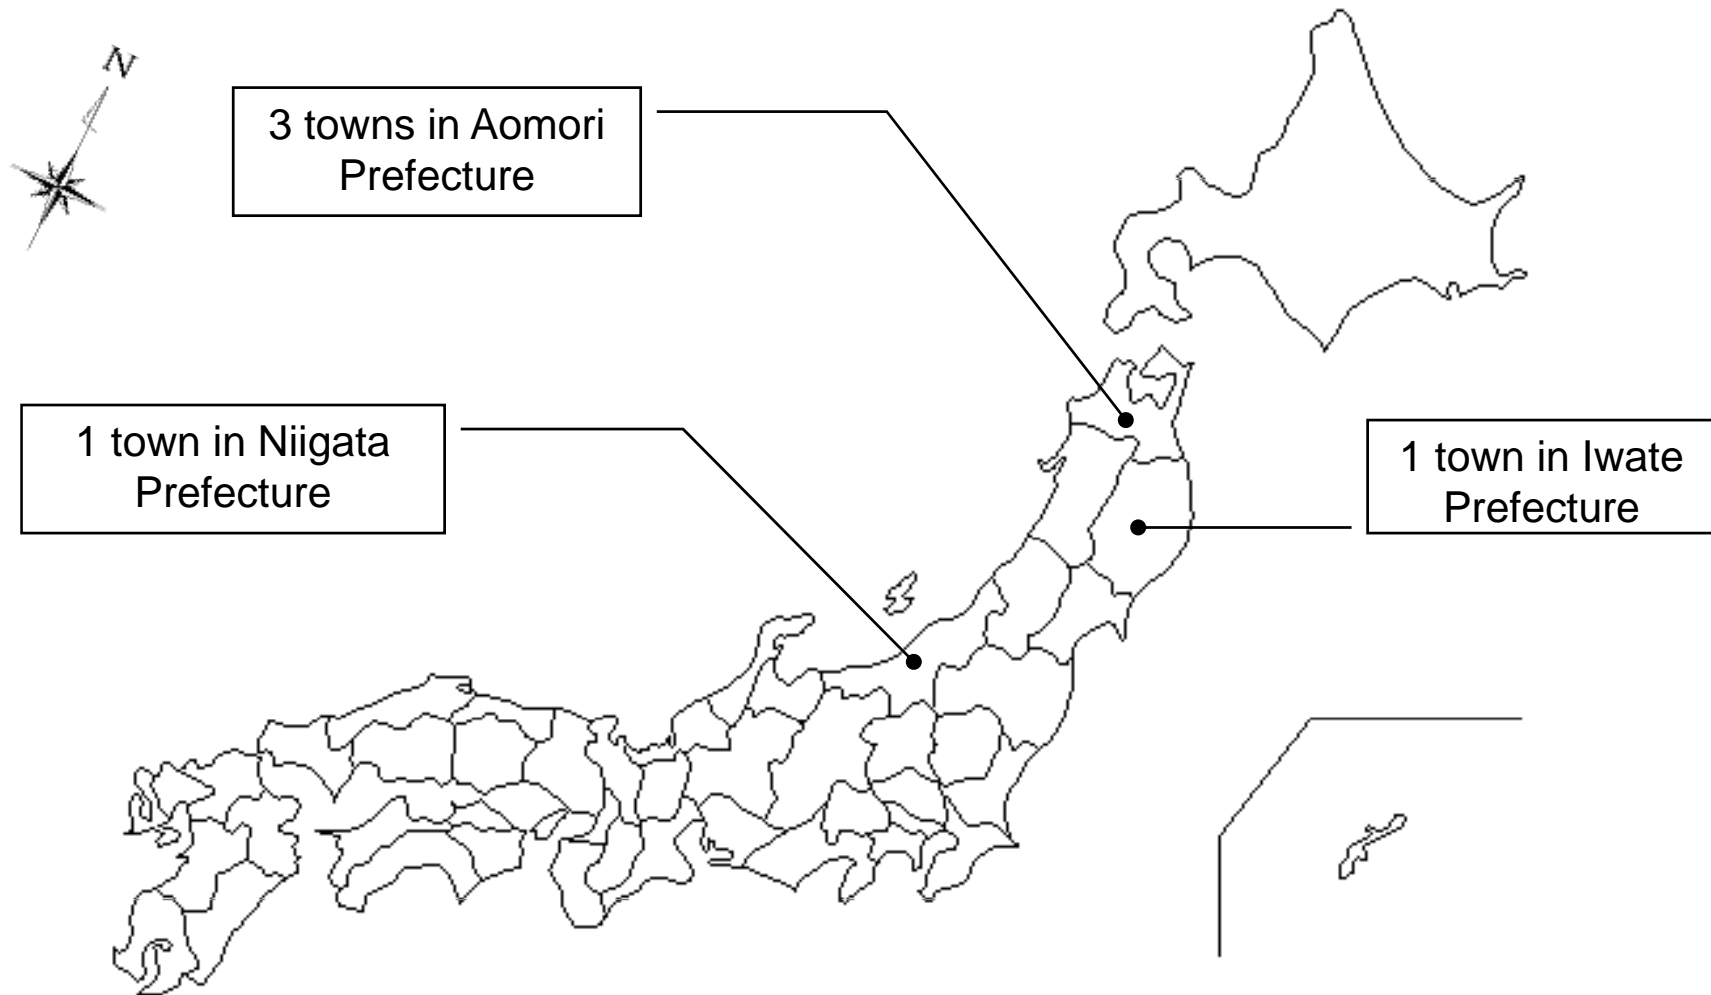 N
3 towns in Aomori
Prefecture
1 town in Niigata
Prefecture
1 town in Iwate
Prefecture